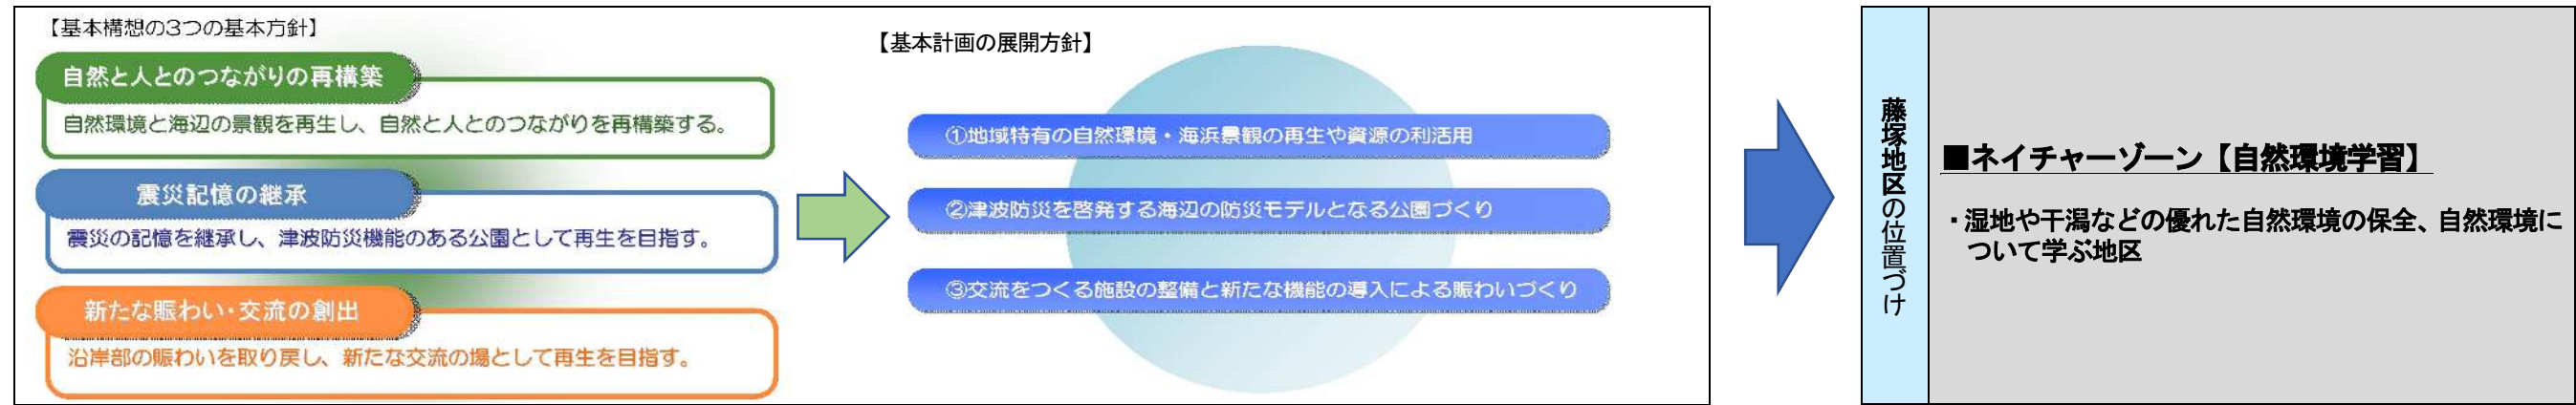 【基本構想の3つの基本方針】
自然と人とのつながりの再構築
自然環境と海辺の景観を再生し、自然と人とのつながりを再構築する。
震災記憶の継承
震災の記憶を継承し、津波防災機能のある公園として再生を目指す。
新たな賑わい・交流の創出
沿岸部の賑わいを取り戻し、新たな交流の場として再生を目指す。
【基本計画の展開方針】
①地域特有の自然環境・海浜景観の再生や資源の利活用
②津波防災を啓発する海辺の防災モデルとなる公園づくり
③交流をつくる施設の整備と新たな機能の導入による賑わいづくり
藤塚地区の位置づけ
■ネイチャーゾーン【自然環境学習】
・湿地や干潟などの優れた自然環境の保全、自然環境に
ついて学ぶ地区